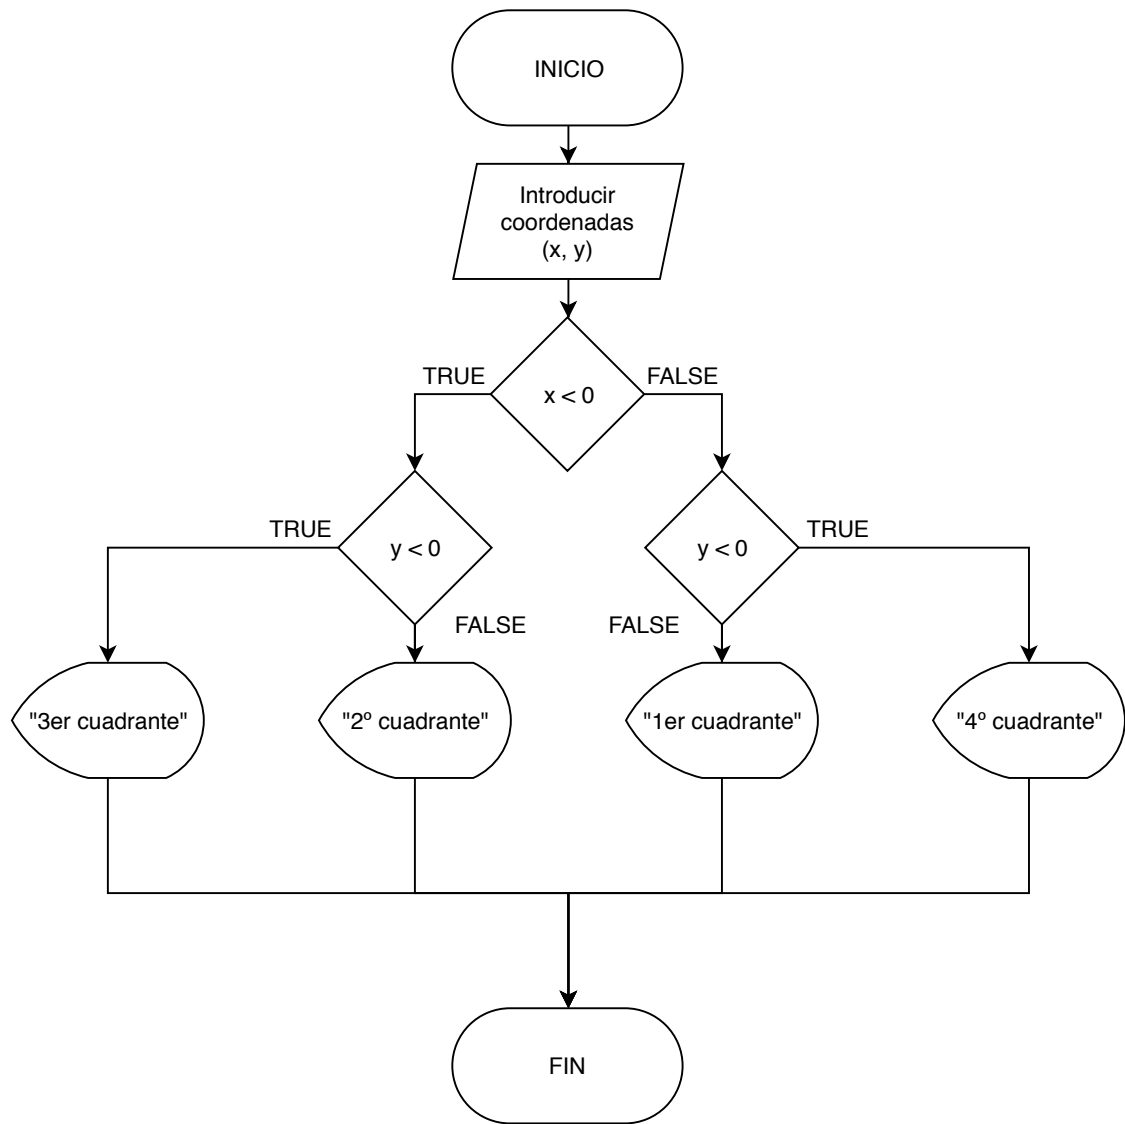 INICIO
Introducir
coordenadas
(x, y)
TRUE
FALSE
x < 0
TRUE
TRUE
y < 0
y < 0
FALSE
FALSE
"3er cuadrante"
"2º cuadrante"
"1er cuadrante"
"4º cuadrante"
FIN